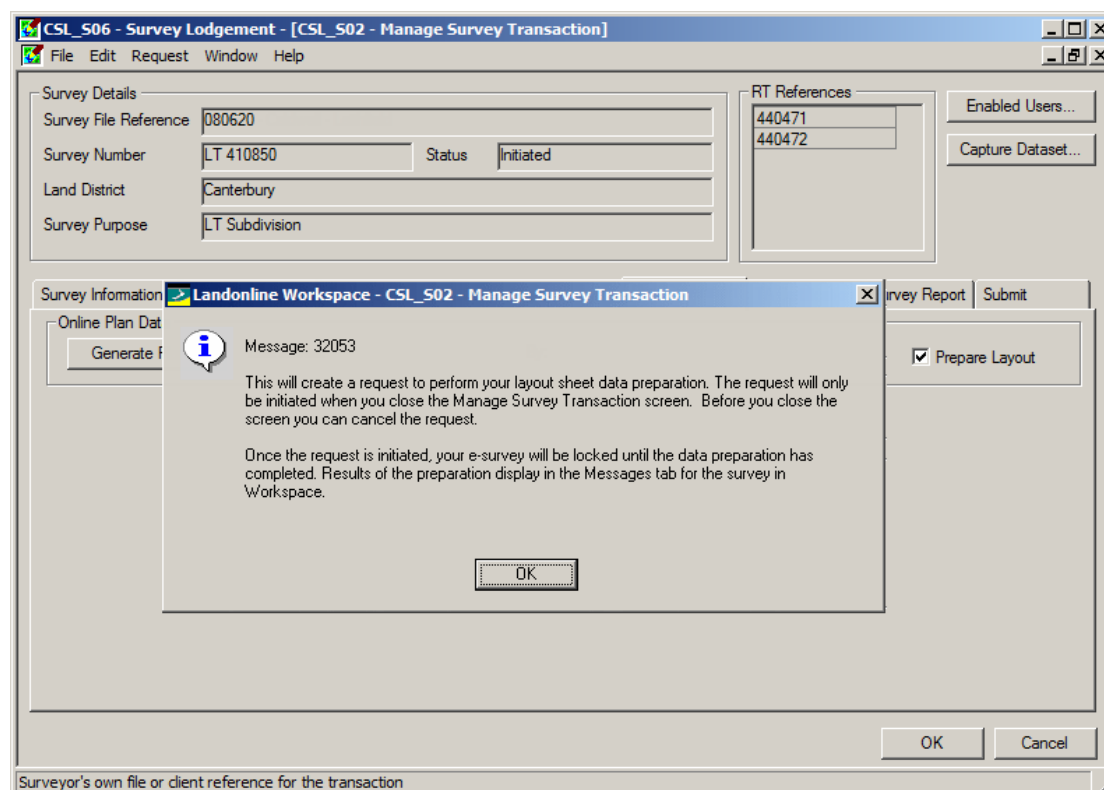 CSL_S06 - Survey Lodgement - [CSL_S02 - Manage Survey Transaction]
File Edit Request Window Help
Survey Details
Survey File Reference 080620
Survey Number LT 410850 Status Initiated
Land District Canterbury
Survey Purpose LT Subdivision
RT References
440471
440472
Enabled Users...
Capture Dataset...
Survey Information
Survey Report Submit
Online Plan Dat
Generate
Prepare Layout
Landonline Workspace - CSL_S02 - Manage Survey Transaction
Message: 32053
This will create a request to perform your layout sheet data preparation. The request will only
be initiated when you close the Manage Survey Transaction screen. Before you close the
screen you can cancel the request.
Once the request is initiated, your e-survey will be locked until the data preparation has
completed. Results of the preparation display in the Messages tab for the survey in
Workspace.
OK
OK Cancel
Surveyor's own file or client reference for the transaction